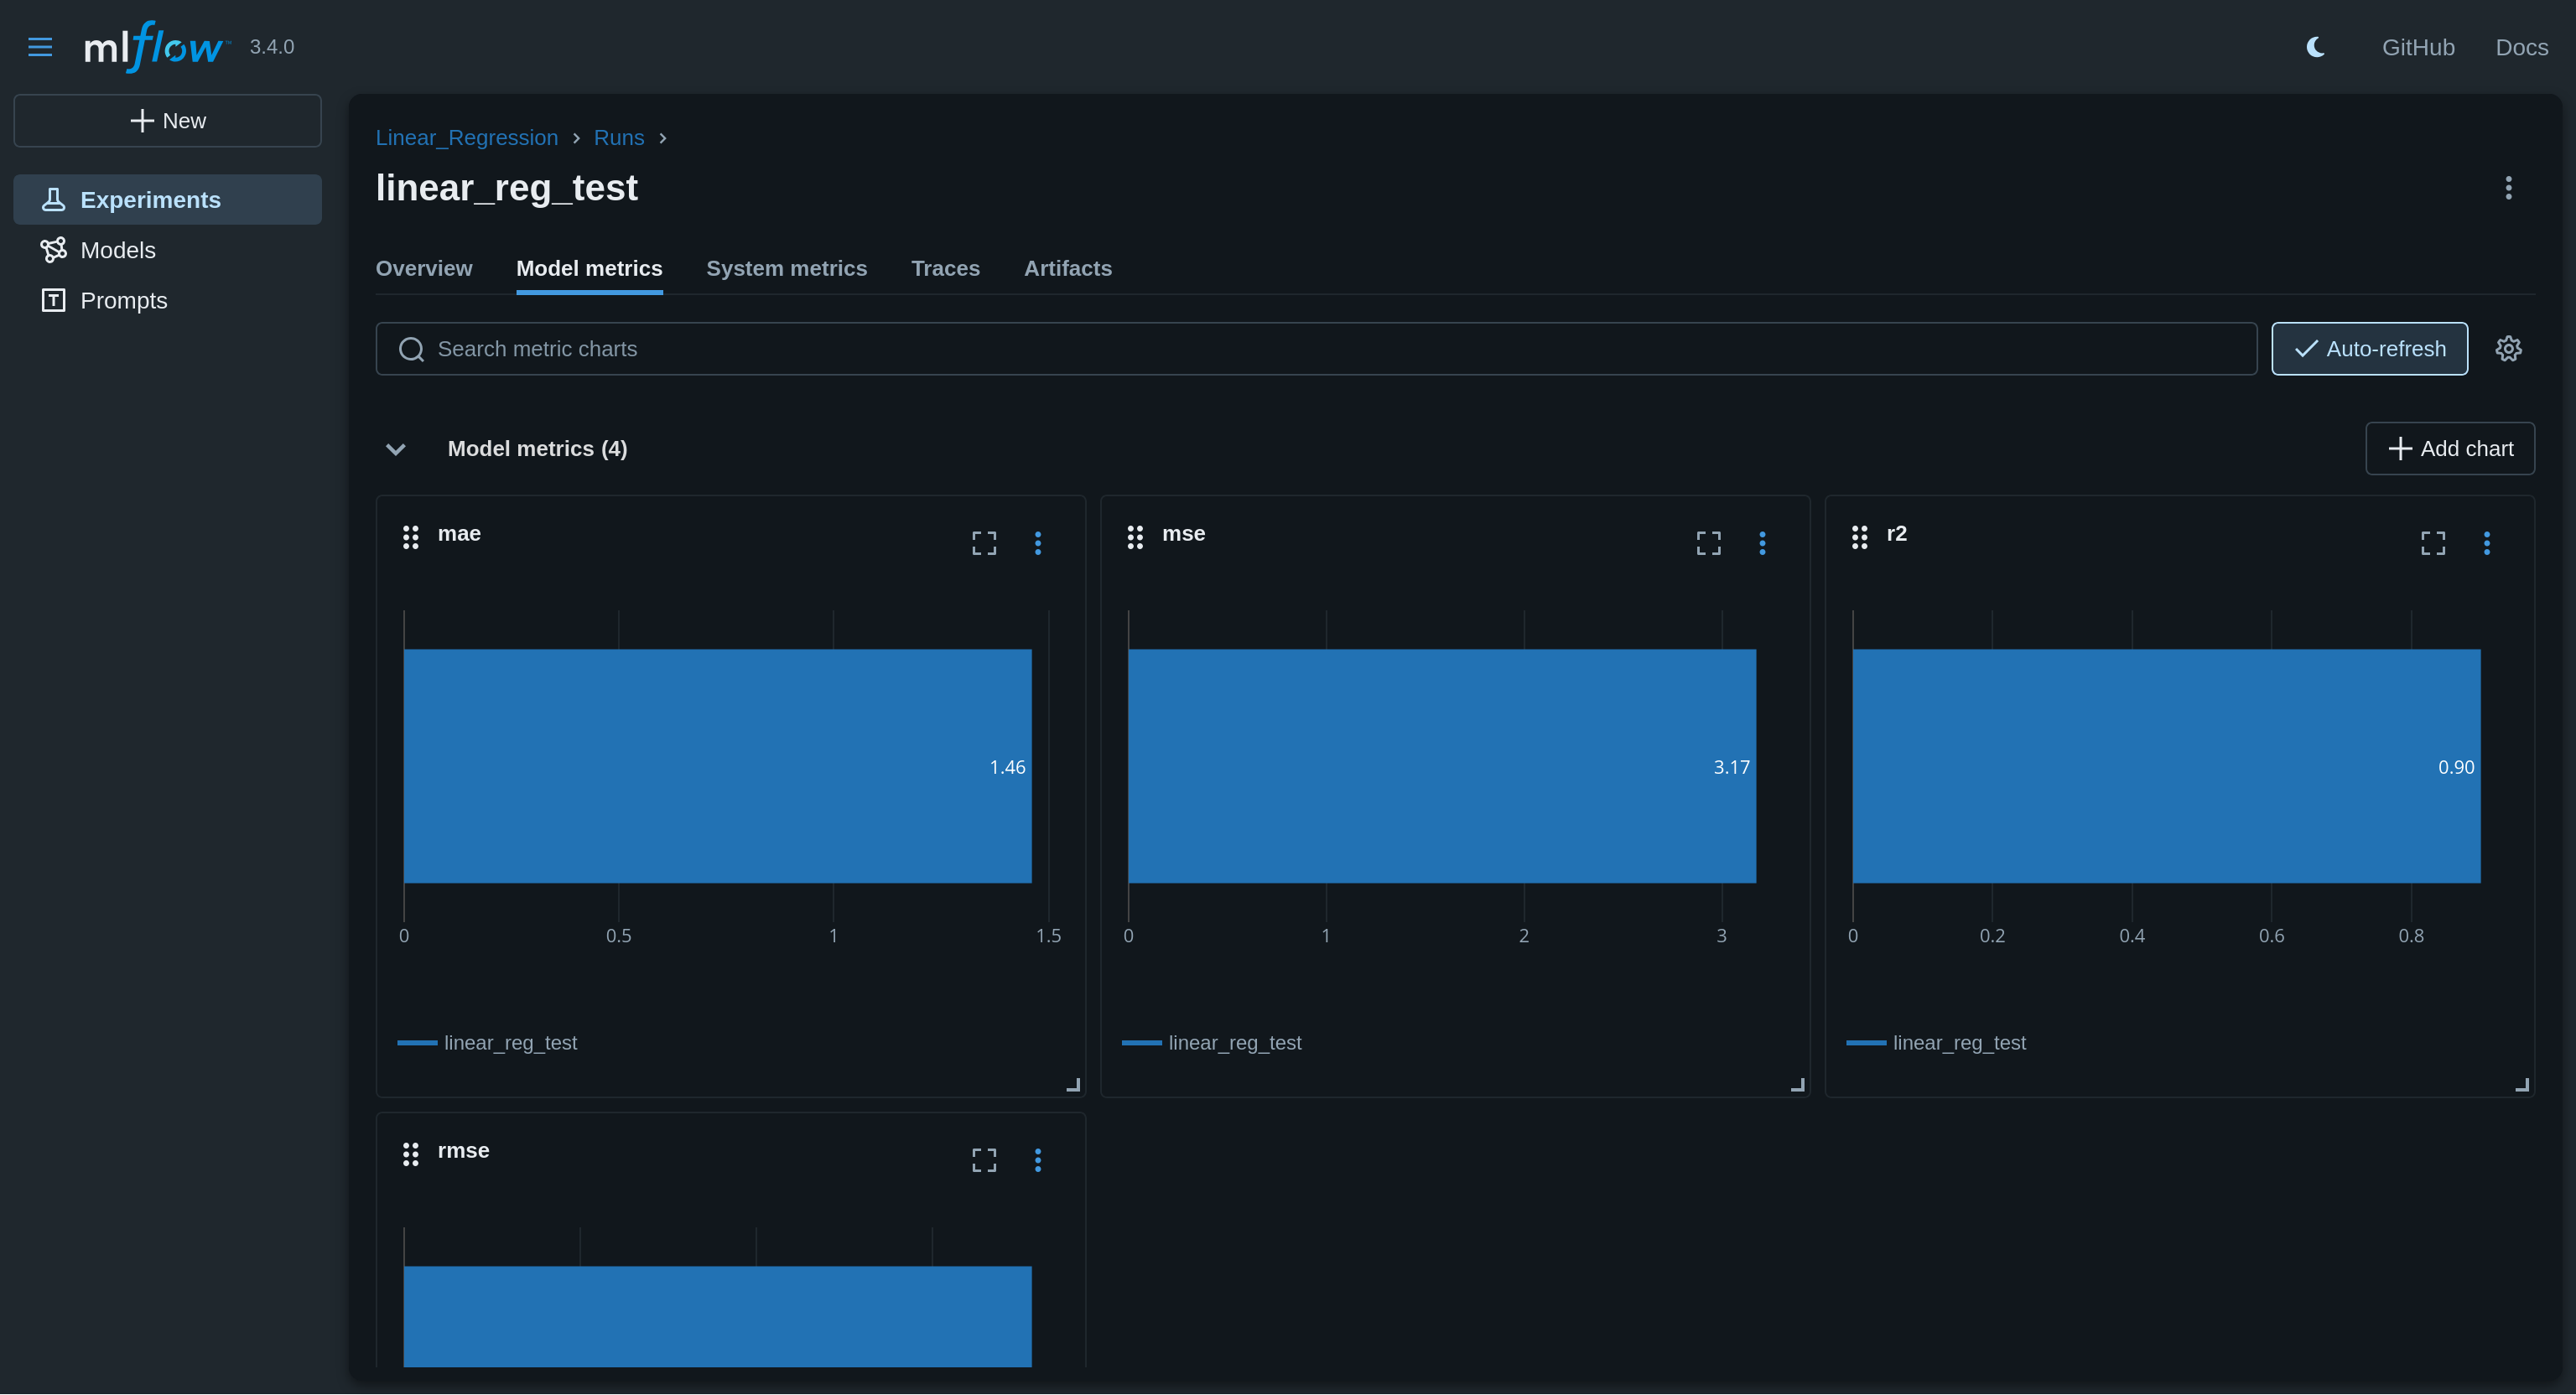 mlflow™ 3.4.0 GitHub Docs
New
Experiments
Models
Prompts
Linear_Regression > Runs >
linear_reg_test
Overview Model metrics System metrics Traces Artifacts
Search metric charts Auto-refresh
Model metrics (4) Add chart
mae
1.46
0 0.5 1 1.5
linear_reg_test
mse
3.17
0 1 2 3
linear_reg_test
r2
0.90
0 0.2 0.4 0.6 0.8
linear_reg_test
rmse